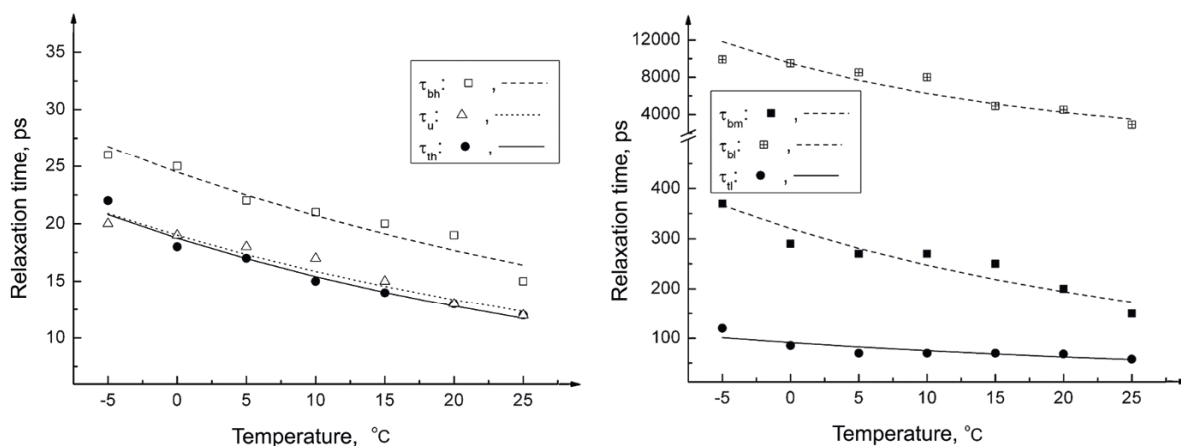 35
30
25
20
15
10
Relaxation time, ps
τbh: □ , -----
τu: △ , ........
τth: ● , ——
-5 0 5 10 15 20 25
Temperature, °C
12000
8000
4000
400
300
200
100
Relaxation time, ps
τbm: ■ , -----
τbl: ⊞ , -----
τtl: ● , ——
-5 0 5 10 15 20 25
Temperature, °C